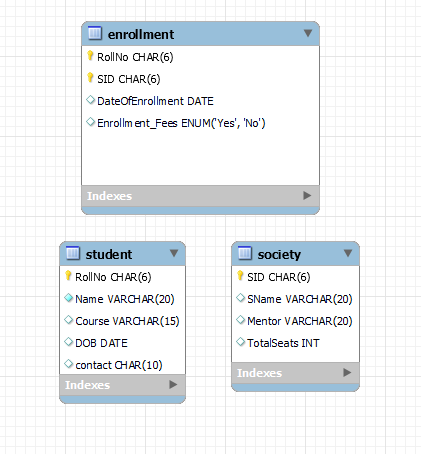 enrollment
RollNo CHAR(6)
SID CHAR(6)
DateOfEnrollment DATE
Enrollment_Fees ENUM('Yes', 'No')
Indexes
student
RollNo CHAR(6)
Name VARCHAR(20)
Course VARCHAR(15)
DOB DATE
contact CHAR(10)
Indexes
society
SID CHAR(6)
SName VARCHAR(20)
Mentor VARCHAR(20)
TotalSeats INT
Indexes